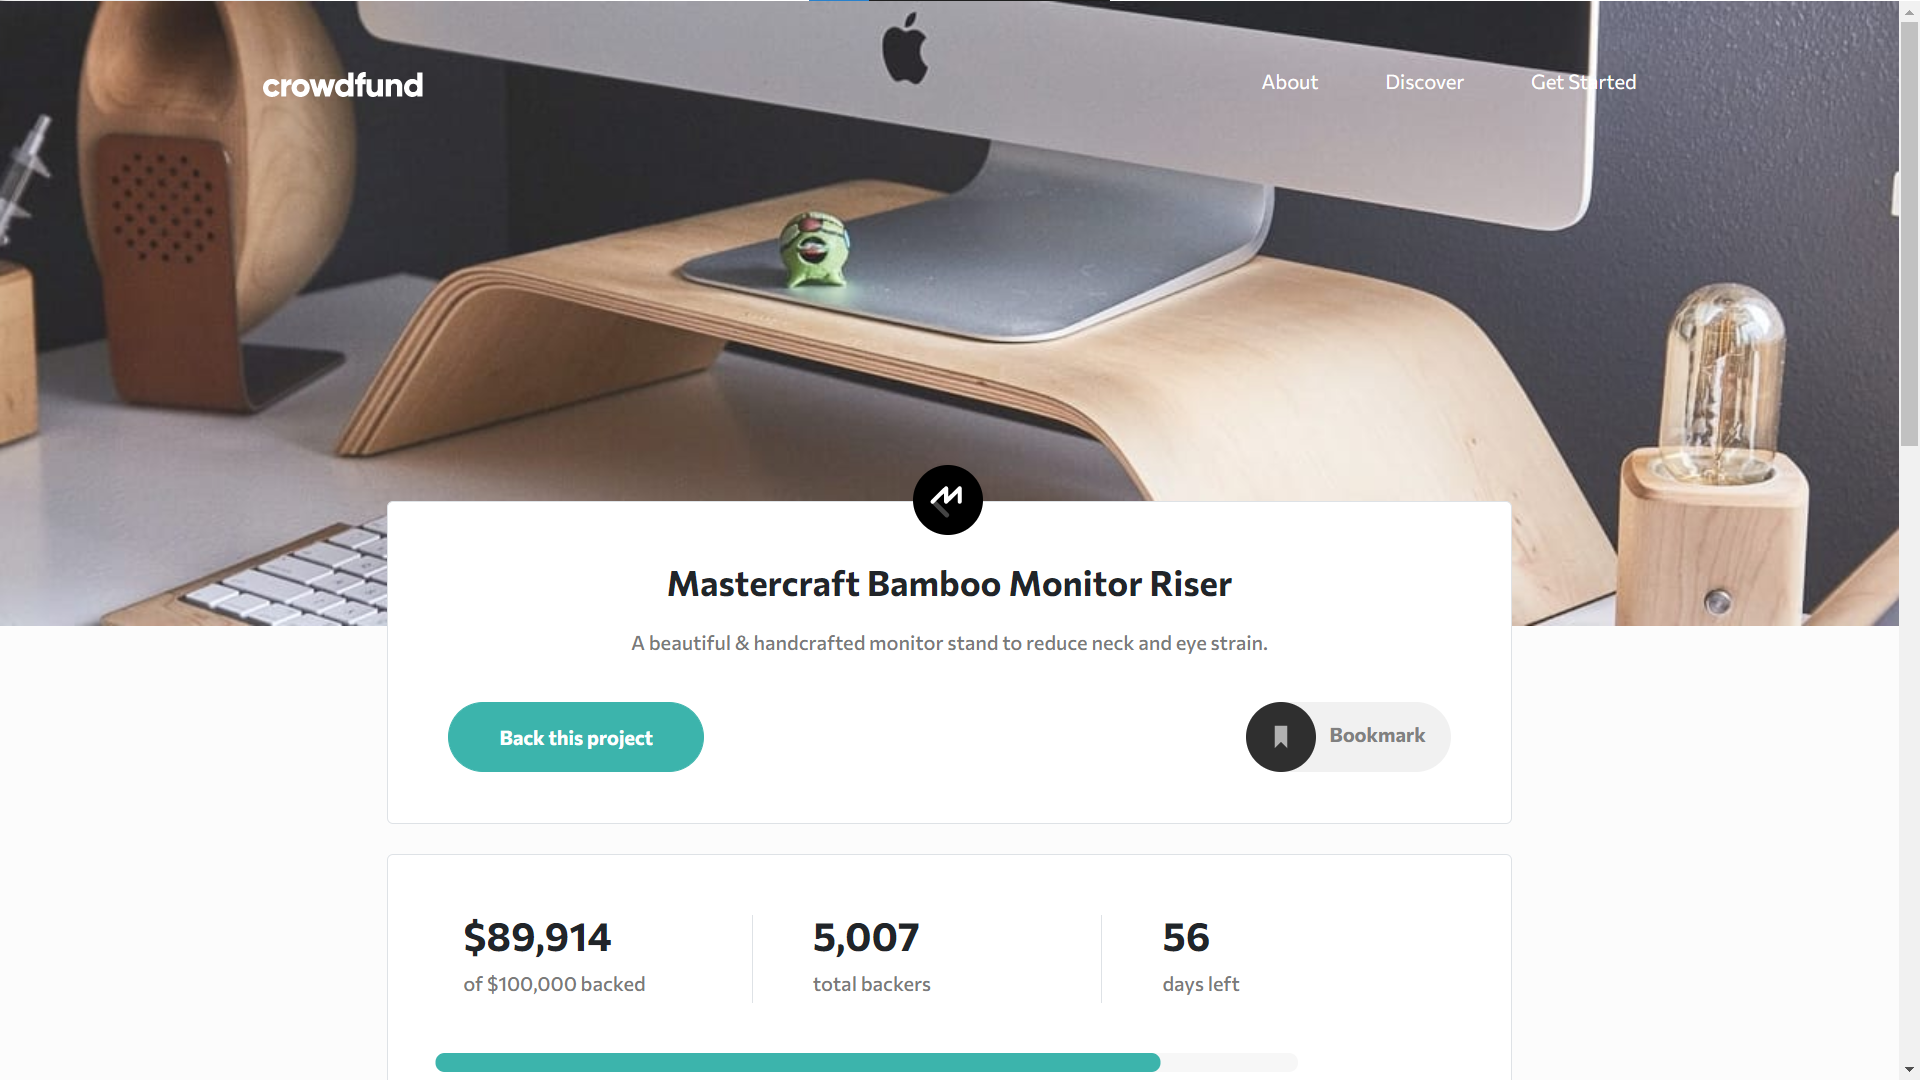 crowdfund
About
Discover
Get Started
Mastercraft Bamboo Monitor Riser
A beautiful & handcrafted monitor stand to reduce neck and eye strain.
Back this project
Bookmark
$89,914
of $100,000 backed
5,007
total backers
56
days left